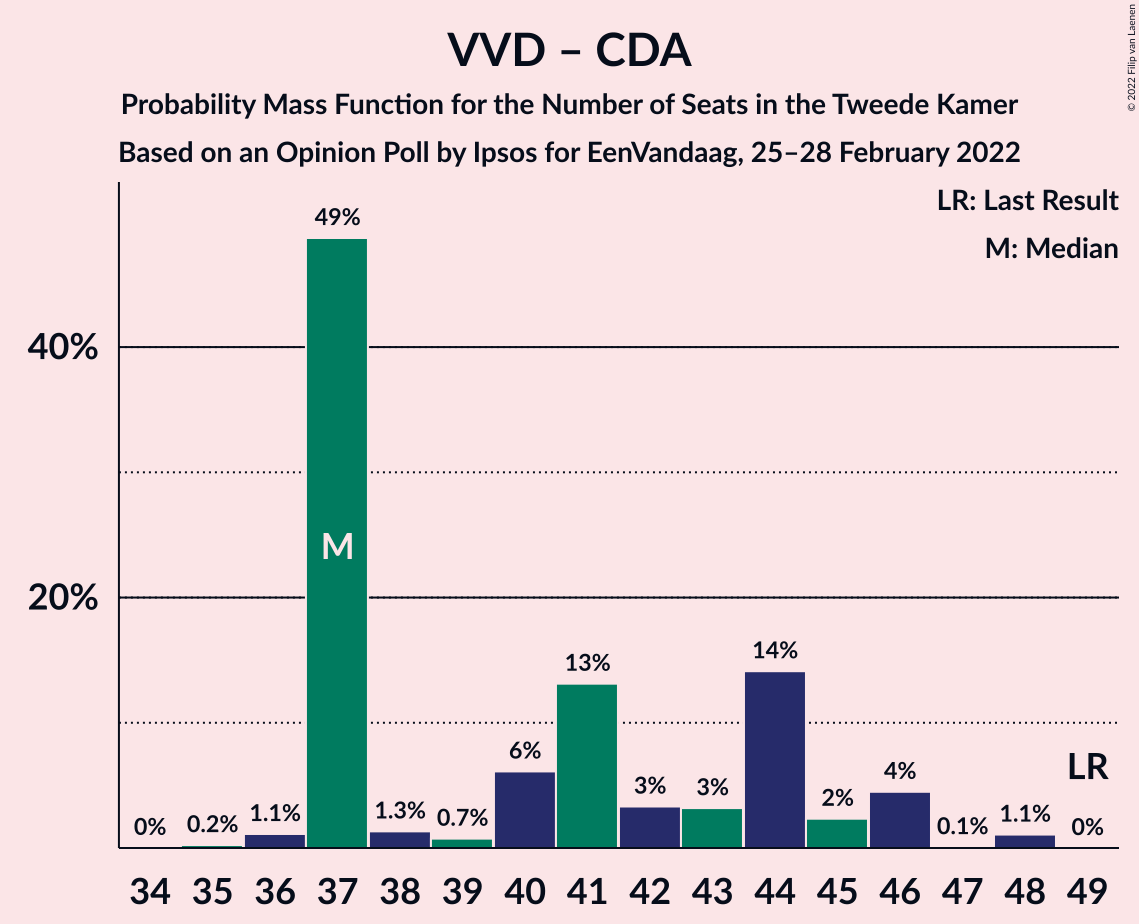 VVD – CDA
Probability Mass Function for the Number of Seats in the Tweede Kamer
Based on an Opinion Poll by Ipsos for EenVandaag, 25–28 February 2022
© 2022 Filip van Laenen
LR: Last Result
M: Median
40%
20%
0%
0.2%
1.1%
49%
M
1.3%
0.7%
6%
13%
3%
3%
14%
2%
4%
0.1%
1.1%
LR
0%
34 35 36 37 38 39 40 41 42 43 44 45 46 47 48 49